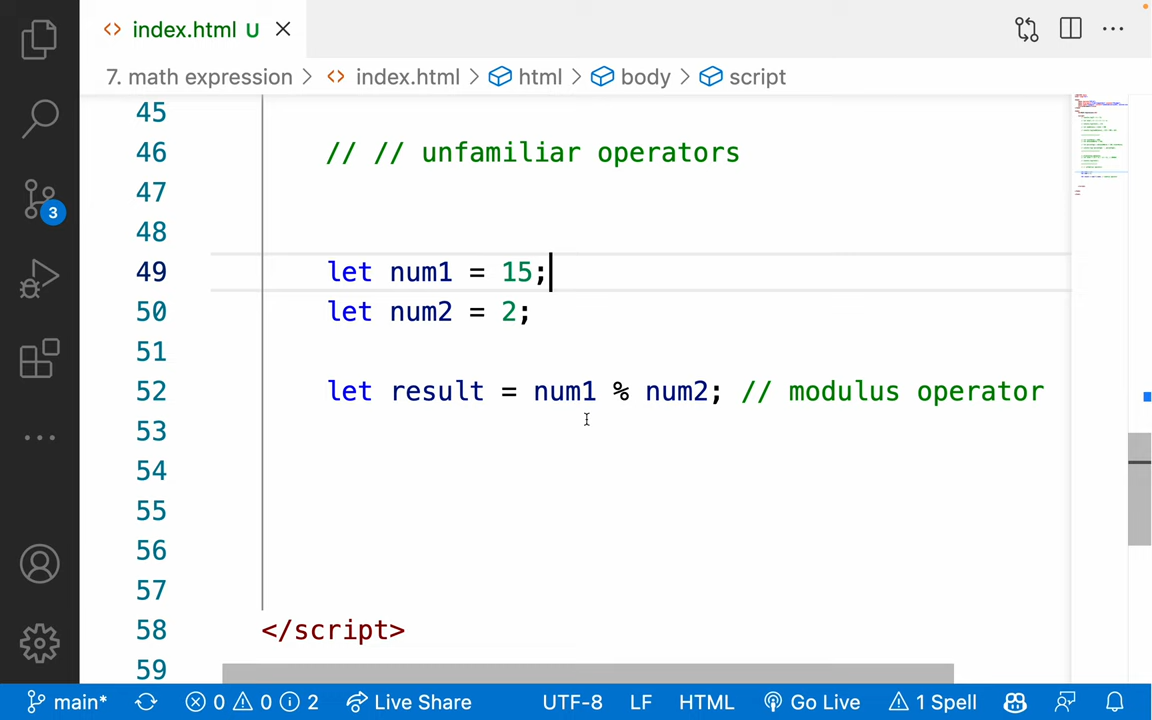 index.html U
7. math expression > index.html > html > body > script
45
46 // // unfamiliar operators
47
48
49 let num1 = 15;
50 let num2 = 2;
51
52 let result = num1 % num2; // modulus operator
53
54
55
56
57
58 </script>
59
3
main* 0 0 2 Live Share UTF-8 LF HTML Go Live 1 Spell